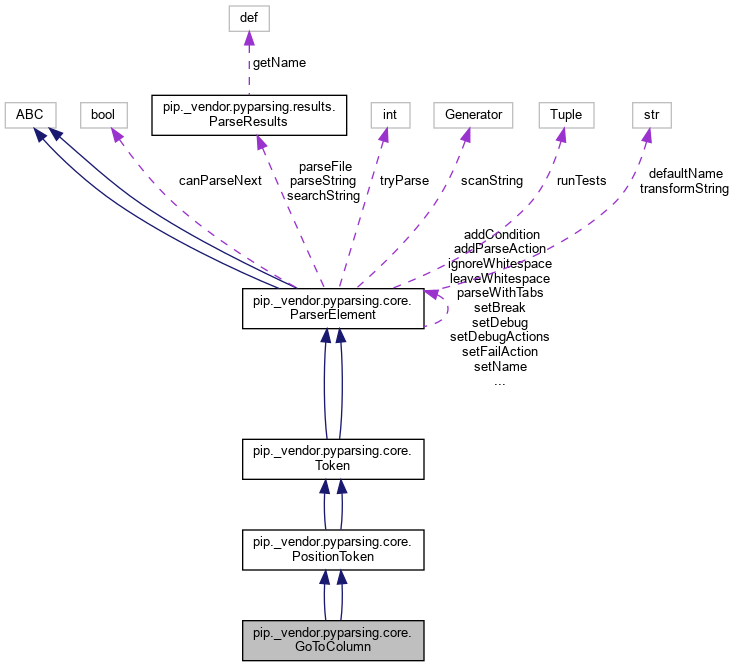 def
getName
ABC
bool
pip._vendor.pyparsing.results.
ParseResults
int
Generator
Tuple
str
canParseNext
parseFile
parseString
searchString
tryParse
scanString
runTests
defaultName
transformString
addCondition
addParseAction
ignoreWhitespace
leaveWhitespace
parseWithTabs
setBreak
setDebug
setDebugActions
setFailAction
setName
...
pip._vendor.pyparsing.core.
ParserElement
pip._vendor.pyparsing.core.
Token
pip._vendor.pyparsing.core.
PositionToken
pip._vendor.pyparsing.core.
GoToColumn